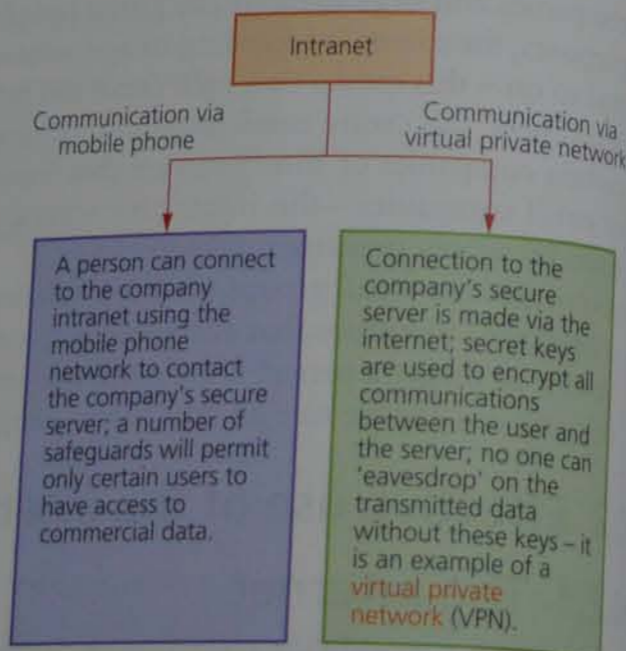 Intranet
Communication via
mobile phone
Communication via
virtual private network
A person can connect
to the company
intranet using the
mobile phone
network to contact
the company's secure
server; a number of
safeguards will permit
only certain users to
have access to
commercial data.
Connection to the
company's secure
server is made via the
internet; secret keys
are used to encrypt all
communications
between the user and
the server; no one can
'eavesdrop' on the
transmitted data
without these keys – it
is an example of a
virtual private
network (VPN).